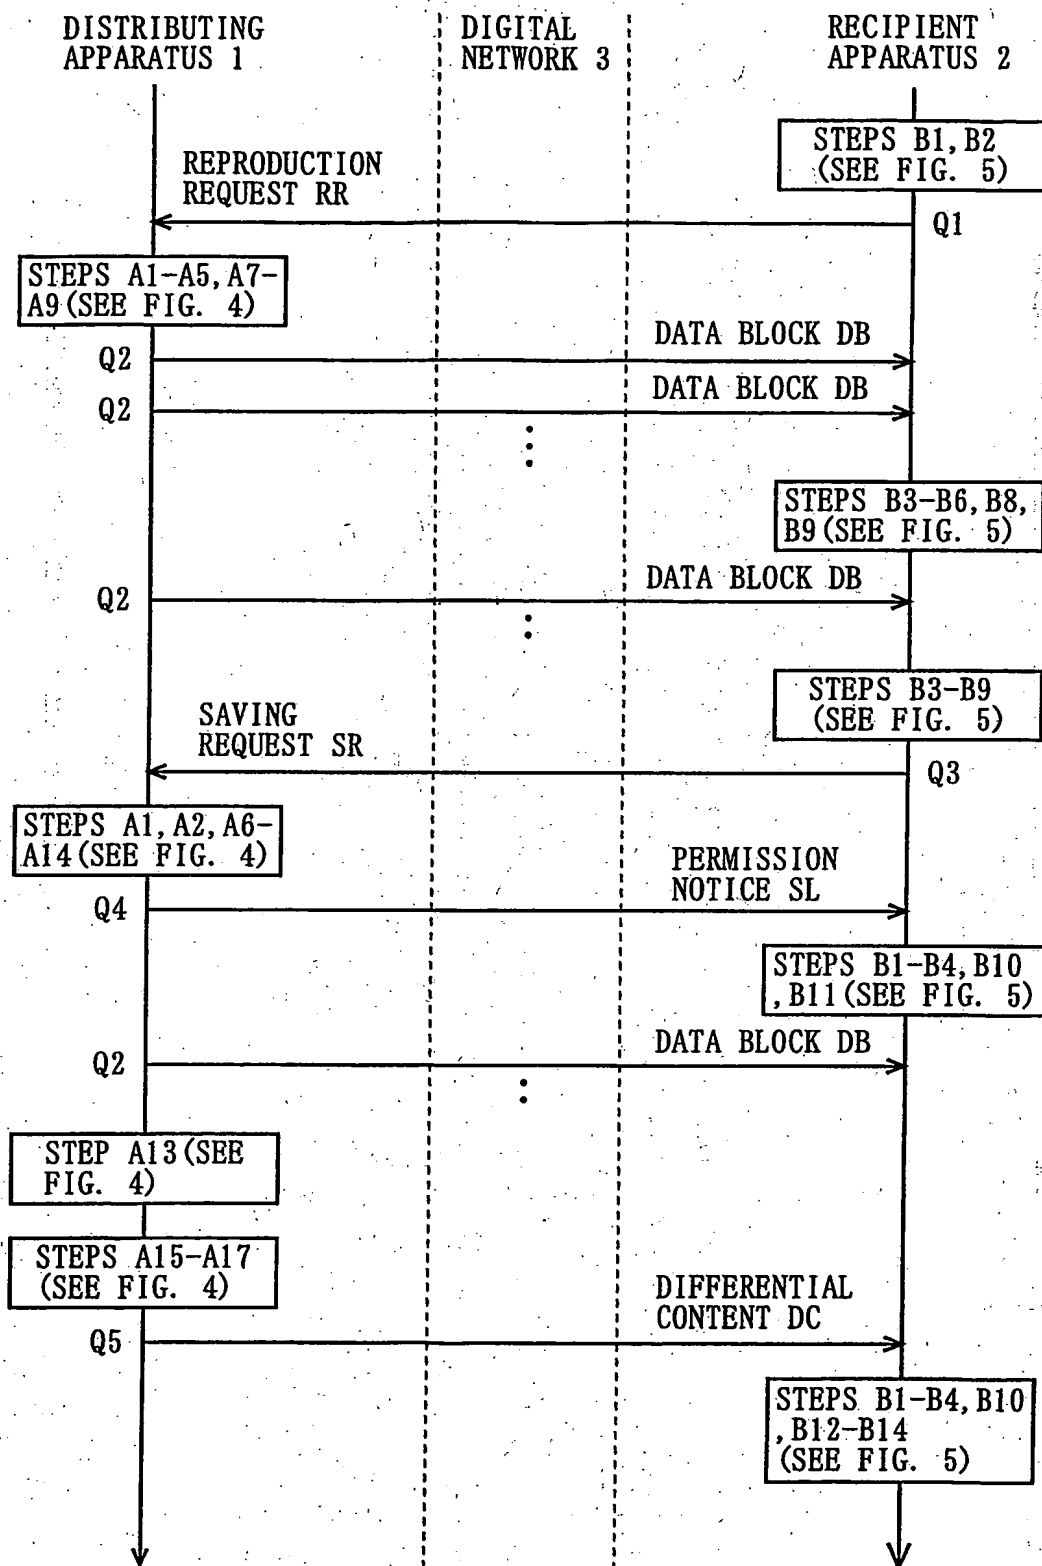 DISTRIBUTING
APPARATUS 1
DIGITAL
NETWORK 3
RECIPIENT
APPARATUS 2
STEPS B1, B2
(SEE FIG. 5)
REPRODUCTION
REQUEST RR
Q1
STEPS A1-A5, A7-
A9(SEE FIG. 4)
DATA BLOCK DB
Q2
DATA BLOCK DB
Q2
STEPS B3-B6, B8,
B9(SEE FIG. 5)
DATA BLOCK DB
Q2
STEPS B3-B9
(SEE FIG. 5)
SAVING
REQUEST SR
Q3
STEPS A1, A2, A6-
A14(SEE FIG. 4)
PERMISSION
NOTICE SL
Q4
STEPS B1-B4, B10
, B11(SEE FIG. 5)
DATA BLOCK DB
Q2
STEP A13(SEE
FIG. 4)
STEPS A15-A17
(SEE FIG. 4)
DIFFERENTIAL
CONTENT DC
Q5
STEPS B1-B4, B10
, B12-B14
(SEE FIG. 5)